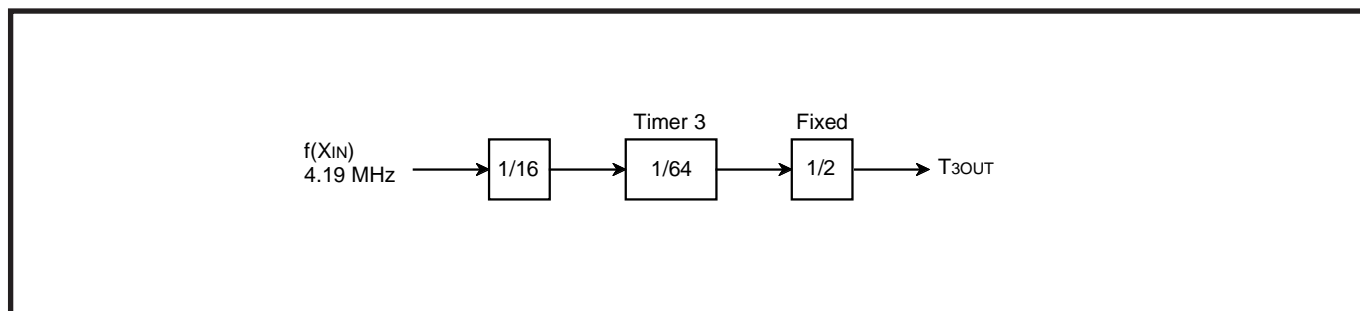 Timer 3
Fixed
f(XIN)
4.19 MHz
1/16
1/64
1/2
T3OUT